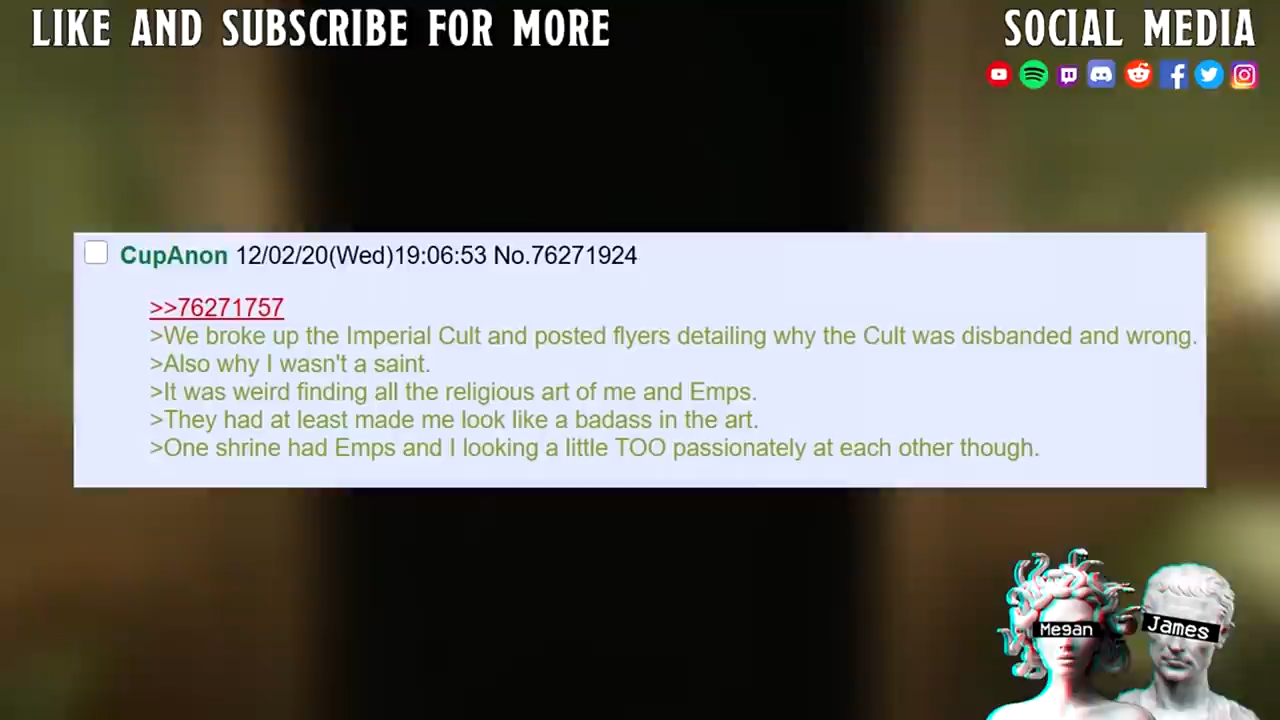 LIKE AND SUBSCRIBE FOR MORE
SOCIAL MEDIA
CupAnon 12/02/20(Wed)19:06:53 No.76271924
>>76271757
>We broke up the Imperial Cult and posted flyers detailing why the Cult was disbanded and wrong.
>Also why I wasn't a saint.
>It was weird finding all the religious art of me and Emps.
>They had at least made me look like a badass in the art.
>One shrine had Emps and I looking a little TOO passionately at each other though.
Megan
James